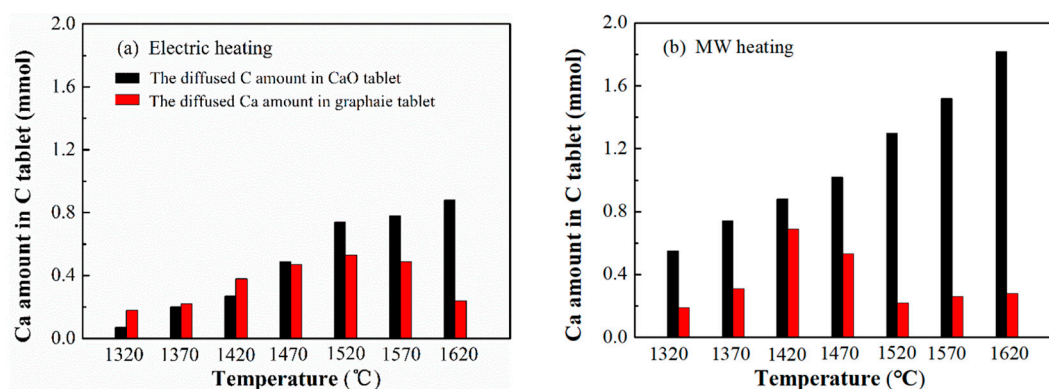 Ca amount in C tablet (mmol)
2.0
1.6
1.2
0.8
0.4
0.0
(a) Electric heating
The diffused C amount in CaO tablet
The diffused Ca amount in graphaie tablet
1320 1370 1420 1470 1520 1570 1620
Temperature (℃)
Ca amount in C tablet (mmol)
2.0
1.6
1.2
0.8
0.4
0.0
(b) MW heating
1320 1370 1420 1470 1520 1570 1620
Temperature (°C)